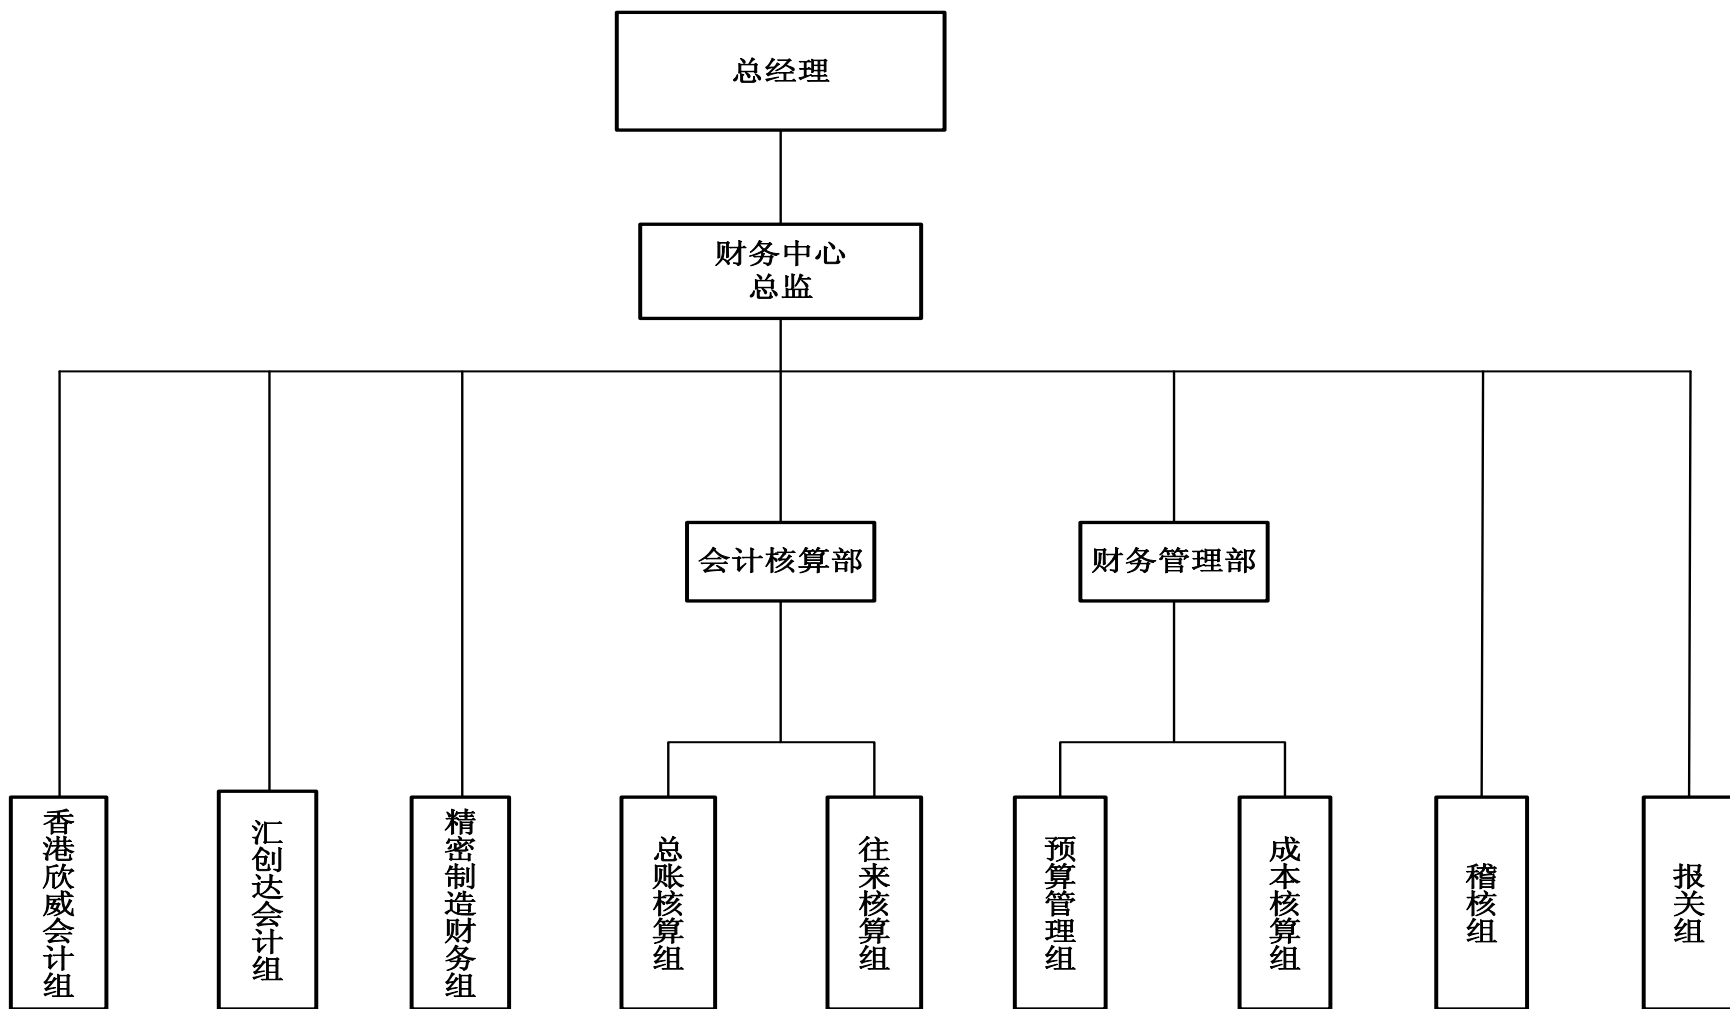 总经理
财务中心
总监
会计核算部
财务管理部
香港欣威会计组
汇创达会计组
精密制造财务组
总账核算组
往来核算组
预算管理组
成本核算组
稽核组
报关组